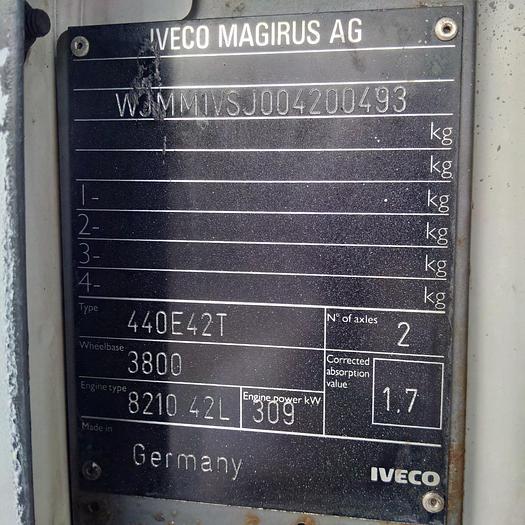 IVECO MAGIRUS AG
WJMM1VSJ004200493
kg
kg
1- kg
2- kg
3- kg
4- kg
Type 440E42T
N° of axles 2
Wheelbase 3800
Corrected absorption value 1.7
Engine type 8210 42L
Engine power kW 309
Made in Germany
IVECO